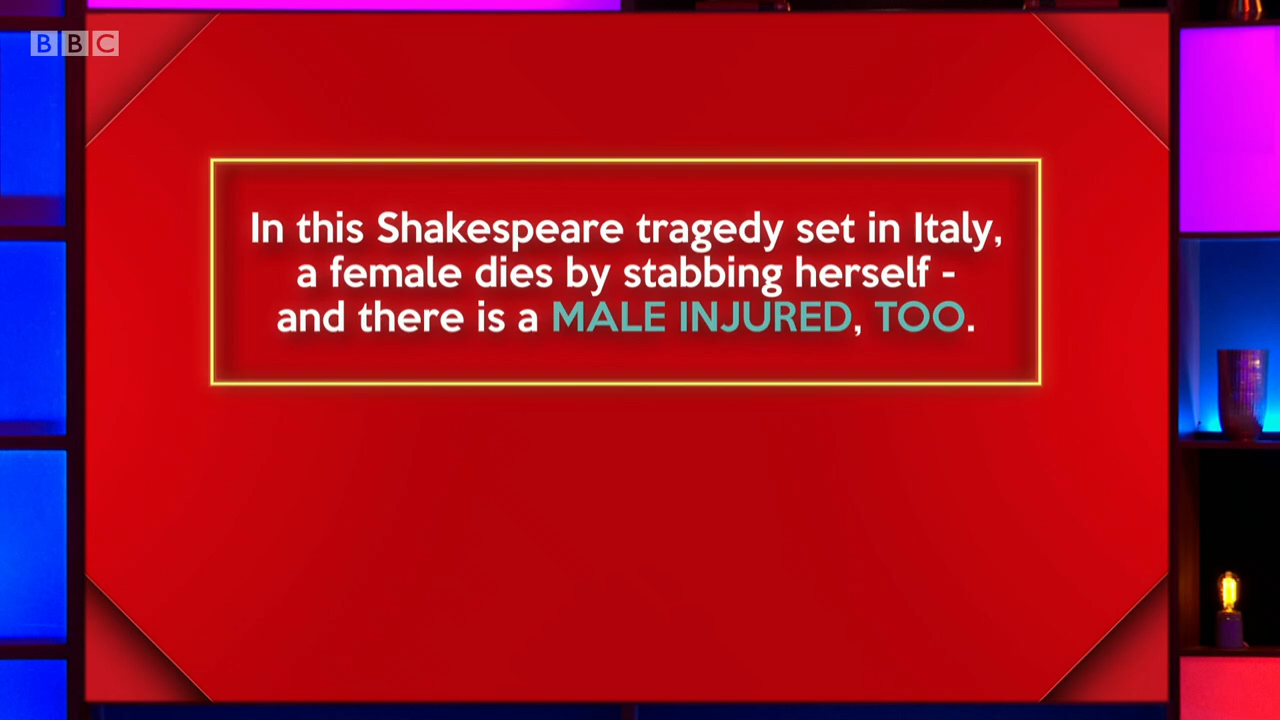 BBC
In this Shakespeare tragedy set in Italy,
a female dies by stabbing herself -
and there is a MALE INJURED, TOO.